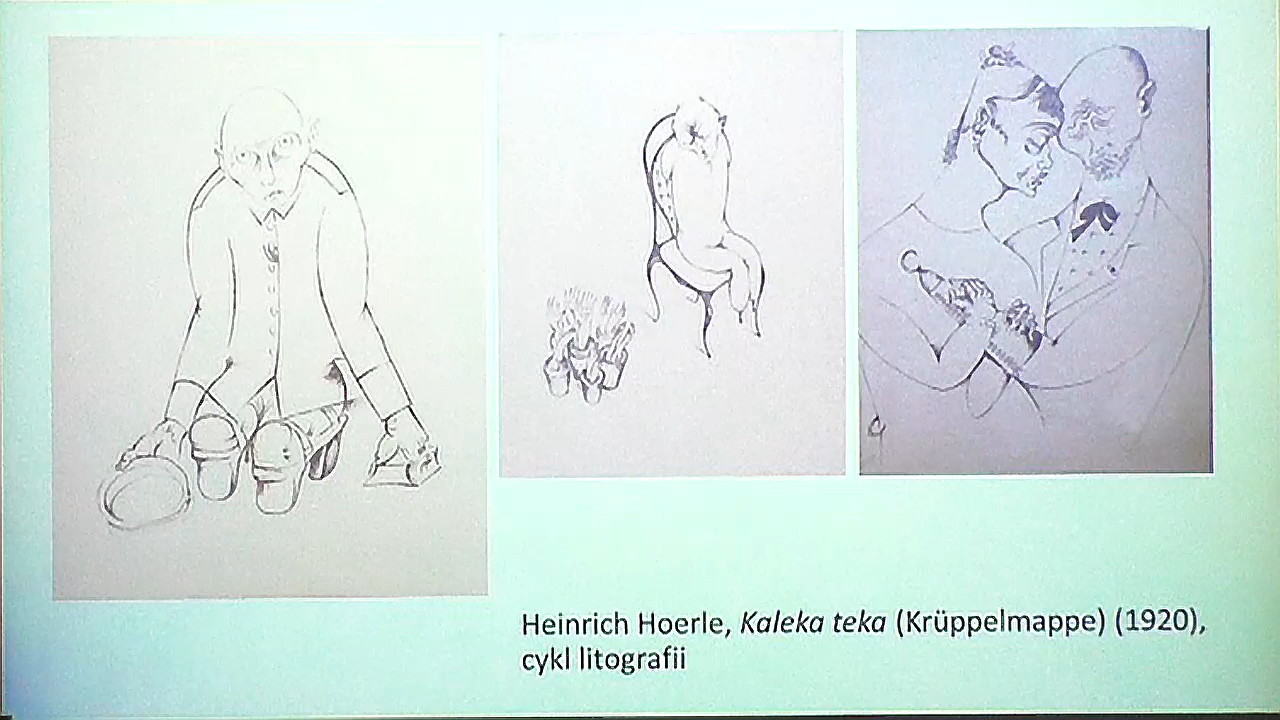 Heinrich Hoerle, Kaleka teka (Krüppelmappe) (1920),
cykl litografii